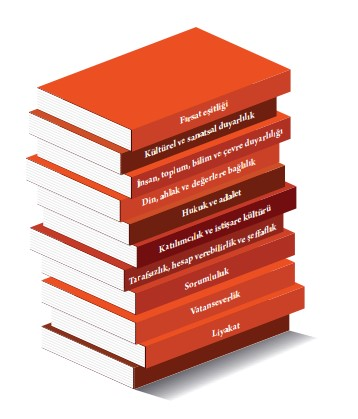 Fırsat eşitliği
Kültürel ve sanatsal duyarlılık
İnsan, toplum, bilim ve çevre duyarlılığı
Din, ahlak ve değerlere bağlılık
Hukuk ve adalet
Katılımcılık ve istişare kültürü
Tarafsızlık, hesap verebilirlik ve şeffaflık
Sorumluluk
Vatanseverlik
Liyakat